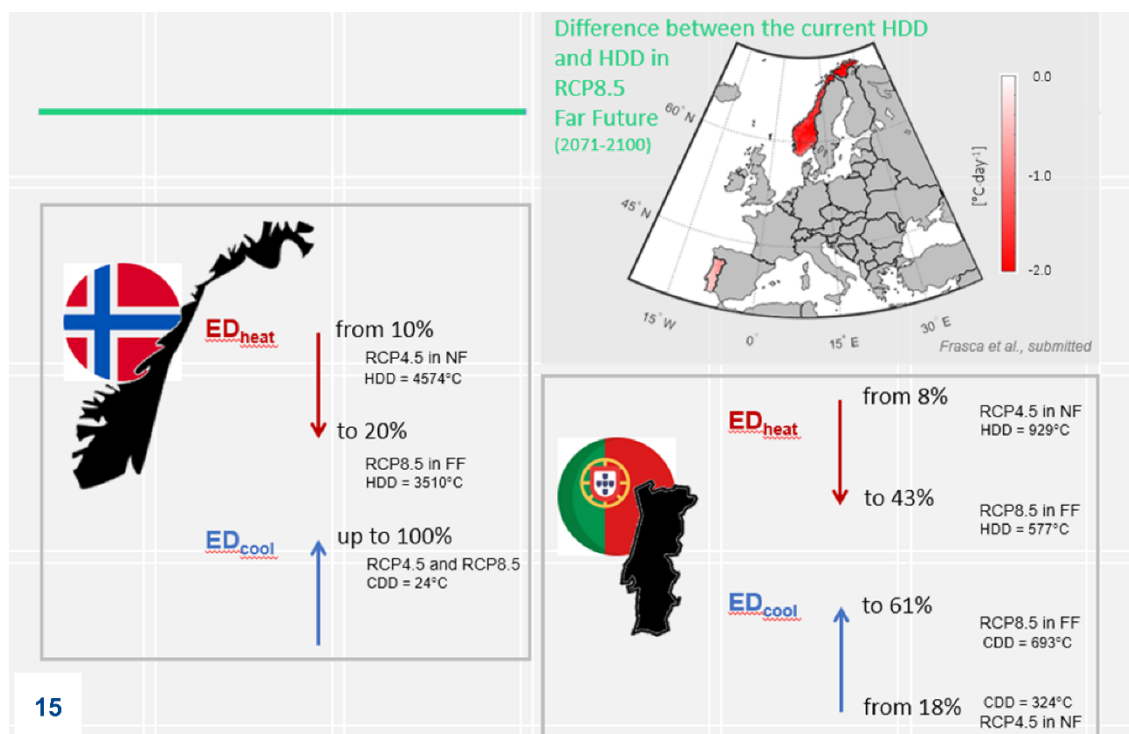 Difference between the current HDD
and HDD in
RCP8.5
Far Future
(2071-2100)
60°N
45°N
15°W
0°
15°E
30°E
0.0
-1.0
-2.0
[°C-day⁻¹]
Frasca et al., submitted
EDheat
from 10%
RCP4.5 in NF
HDD = 4574°C
to 20%
RCP8.5 in FF
HDD = 3510°C
EDcool
up to 100%
RCP4.5 and RCP8.5
CDD = 24°C
EDheat
from 8%
RCP4.5 in NF
HDD = 929°C
to 43%
RCP8.5 in FF
HDD = 577°C
EDcool
to 61%
RCP8.5 in FF
CDD = 693°C
from 18%
CDD = 324°C
RCP4.5 in NF
15